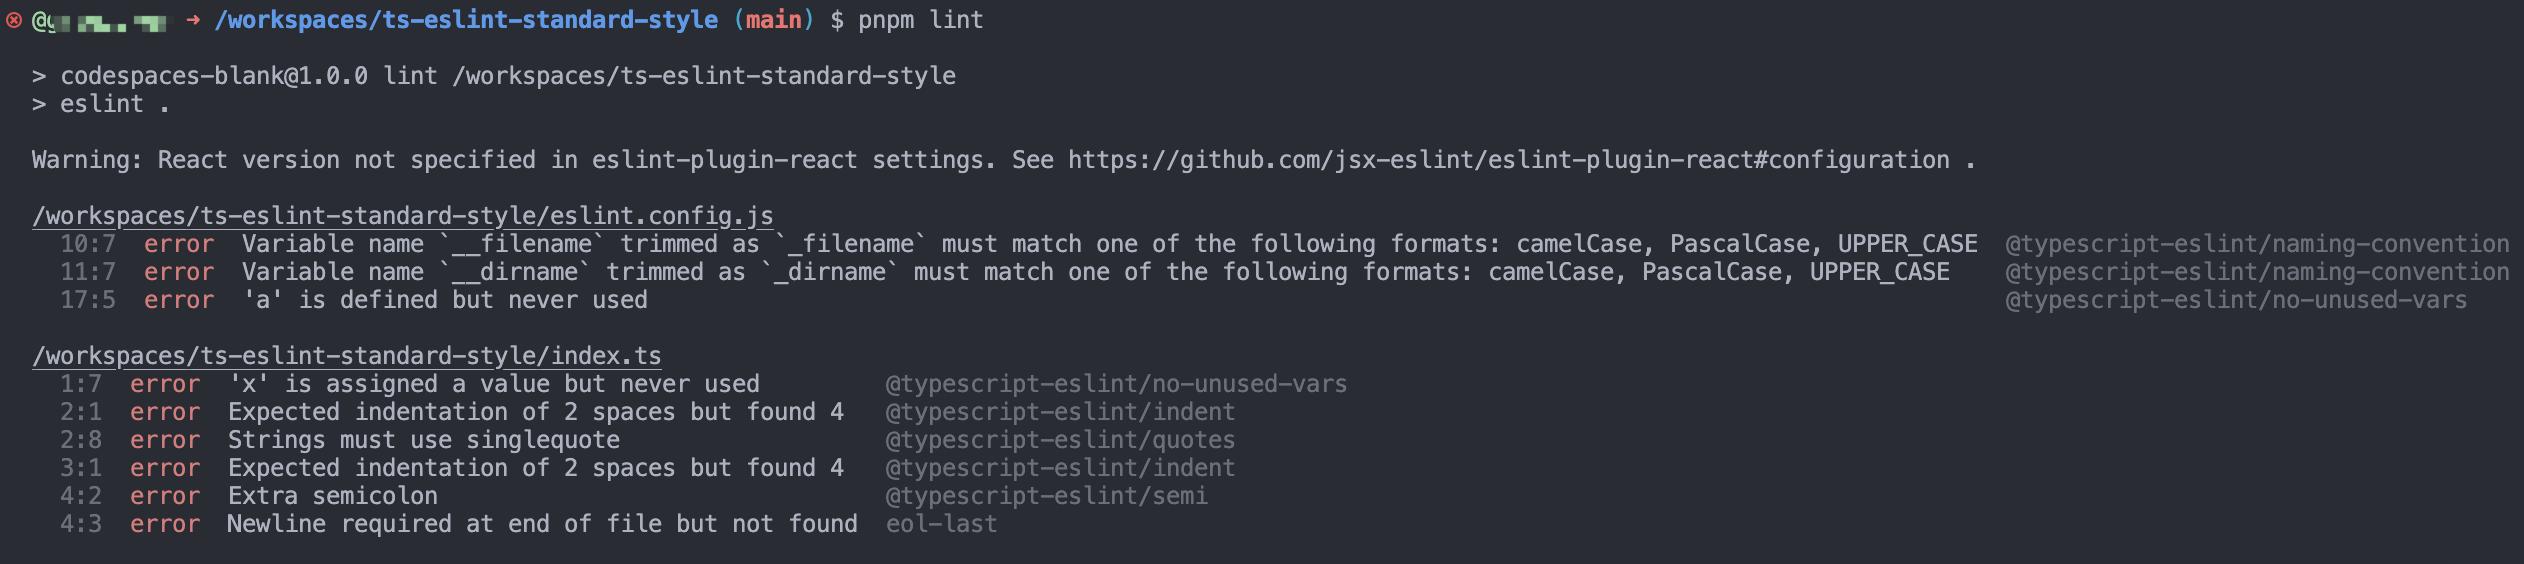 @ ➜ /workspaces/ts-eslint-standard-style (main) $ pnpm lint
> codespaces-blank@1.0.0 lint /workspaces/ts-eslint-standard-style
> eslint .
Warning: React version not specified in eslint-plugin-react settings. See https://github.com/jsx-eslint/eslint-plugin-react#configuration .
/workspaces/ts-eslint-standard-style/eslint.config.js
10:7 error Variable name `__filename` trimmed as `_filename` must match one of the following formats: camelCase, PascalCase, UPPER_CASE @typescript-eslint/naming-convention
11:7 error Variable name `__dirname` trimmed as `_dirname` must match one of the following formats: camelCase, PascalCase, UPPER_CASE @typescript-eslint/naming-convention
17:5 error 'a' is defined but never used @typescript-eslint/no-unused-vars
/workspaces/ts-eslint-standard-style/index.ts
1:7 error 'x' is assigned a value but never used @typescript-eslint/no-unused-vars
2:1 error Expected indentation of 2 spaces but found 4 @typescript-eslint/indent
2:8 error Strings must use singlequote @typescript-eslint/quotes
3:1 error Expected indentation of 2 spaces but found 4 @typescript-eslint/indent
4:2 error Extra semicolon @typescript-eslint/semi
4:3 error Newline required at end of file but not found eol-last